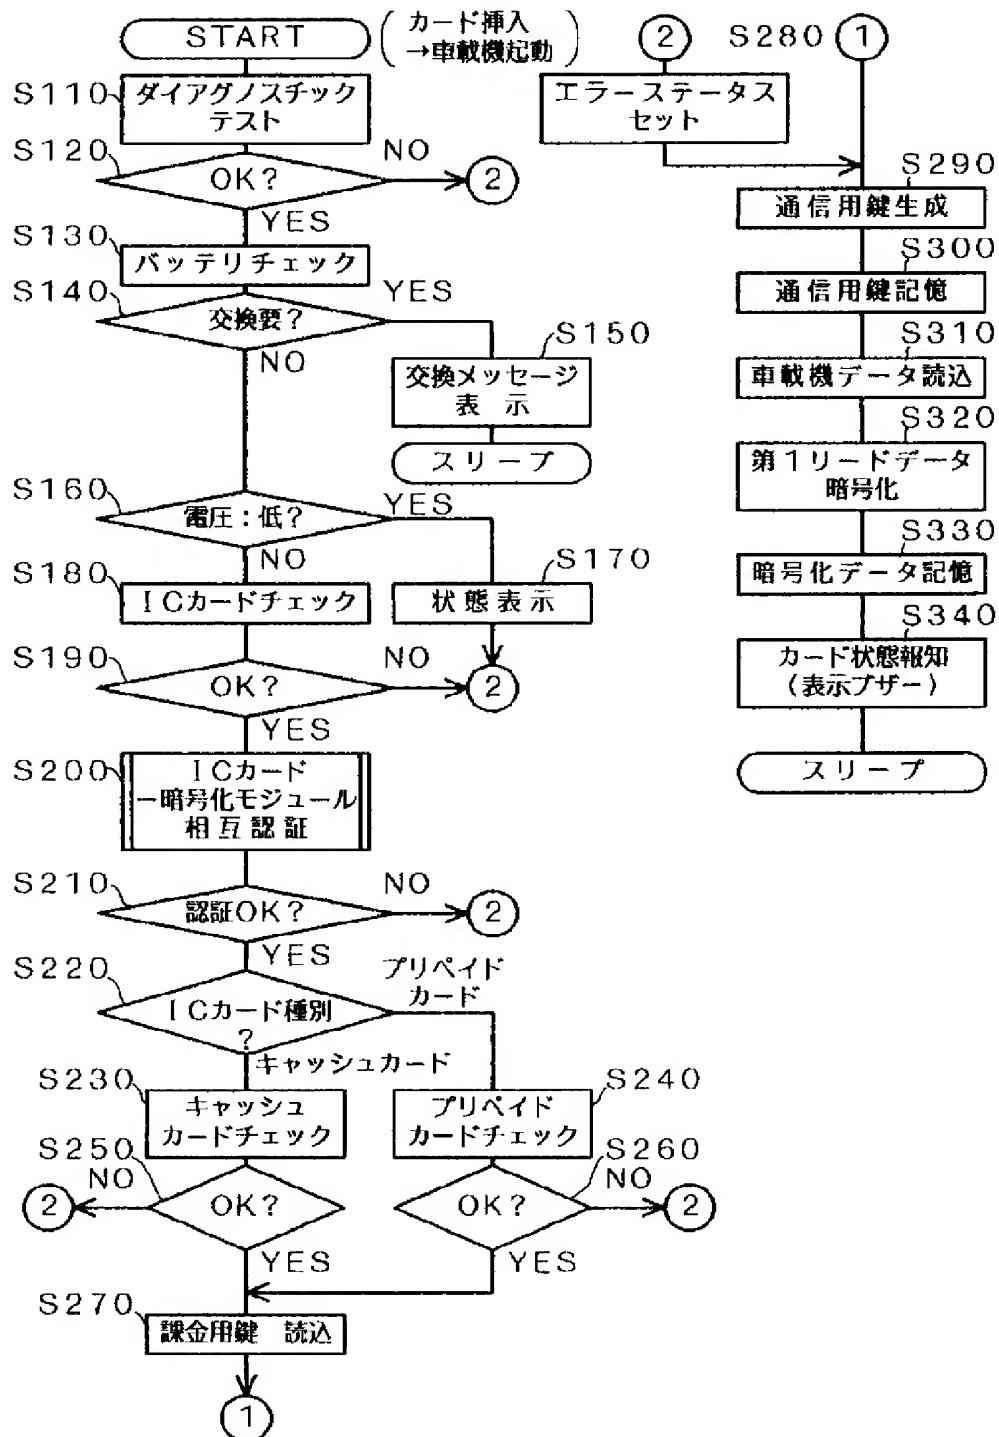 START
カード挿入
→車載機起動
S110
ダイアグノスチック
テスト
S120
OK?
NO
②
YES
S130
バッテリチェック
S140
交換要?
YES
NO
S150
交換メッセージ
表 示
スリープ
S160
電圧:低?
YES
NO
S170
状態表示
S180
ICカードチェック
S190
OK?
NO
②
YES
S200
ICカード
ー暗号化モジュール
相互認証
S210
認証OK?
NO
②
YES
S220
ICカード種別
?
プリペイド
カード
キャッシュカード
S230
キャッシュ
カードチェック
S240
プリペイド
カードチェック
S250
NO
②
OK?
YES
S260
OK?
NO
②
YES
S270
課金用鍵 読込
①
②
S280
①
エラーステータス
セット
S290
通信用鍵生成
S300
通信用鍵記憶
S310
車載機データ読込
S320
第1リードデータ
暗号化
S330
暗号化データ記憶
S340
カード状態報知
(表示ブザー)
スリープ